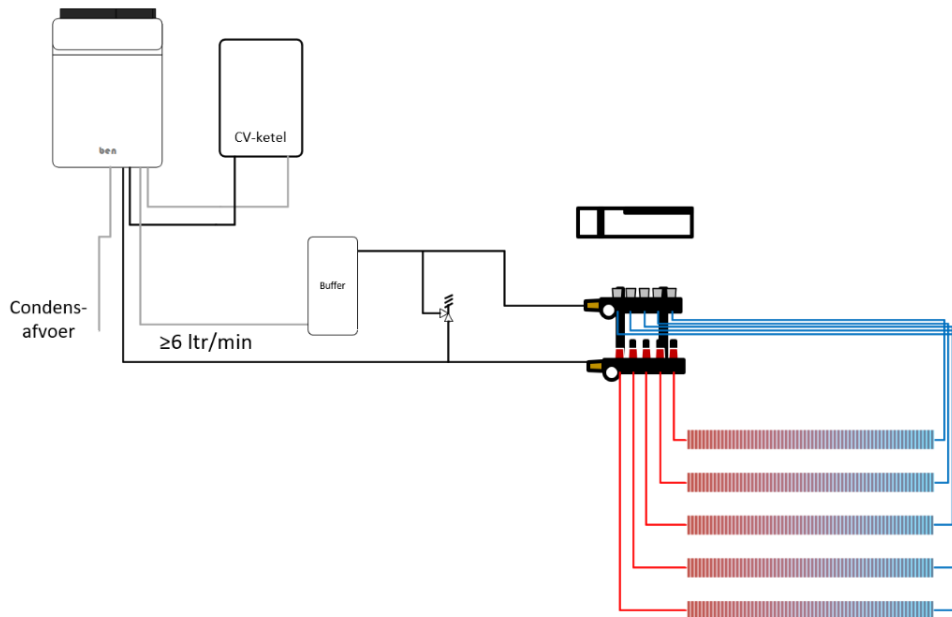 ben
CV-ketel
Buffer
Condens-
afvoer
≥6 ltr/min